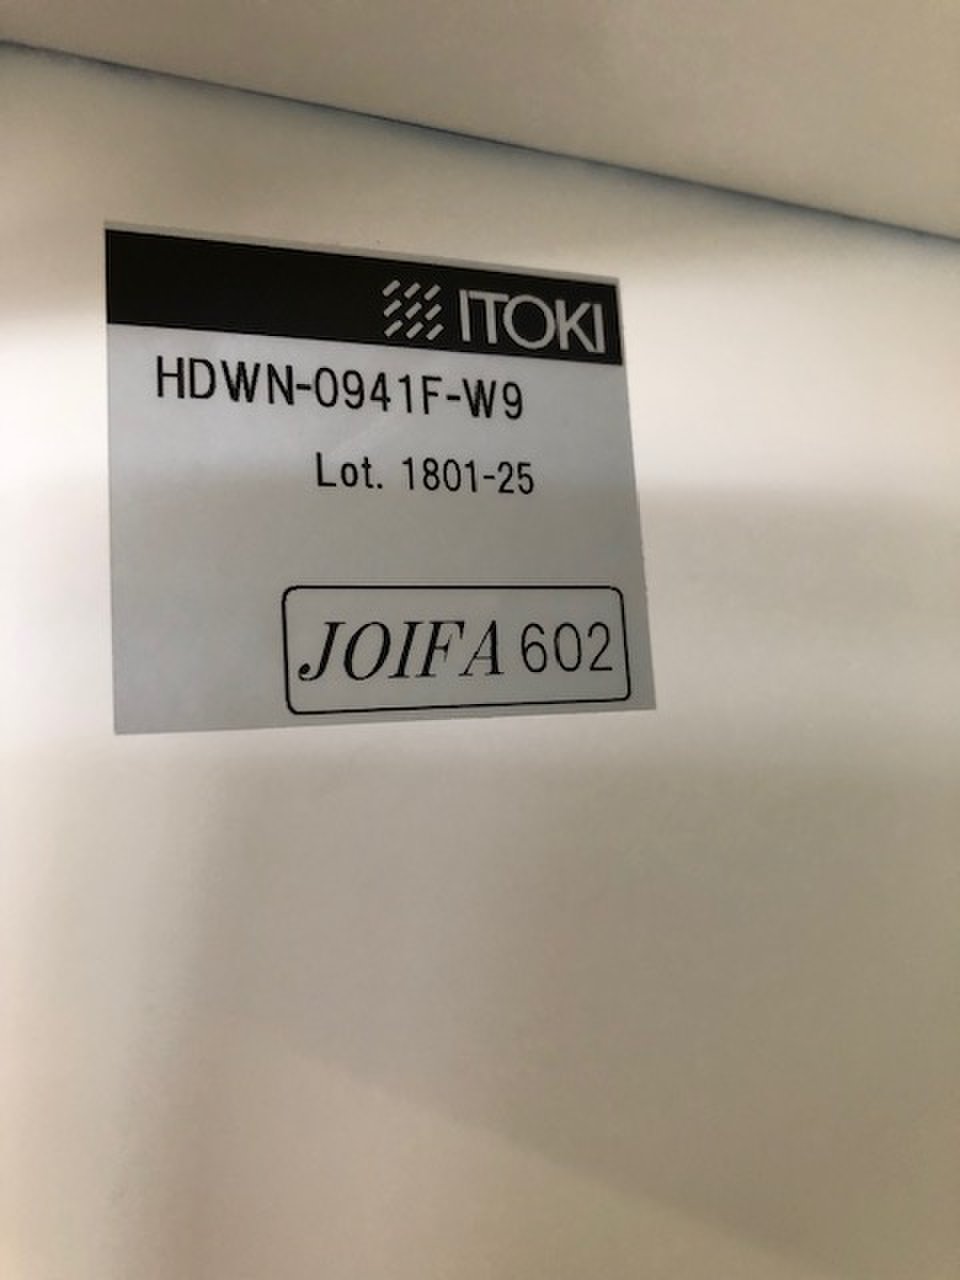 ITOKI
HDWN-0941F-W9
Lot. 1801-25
JOIFA 602